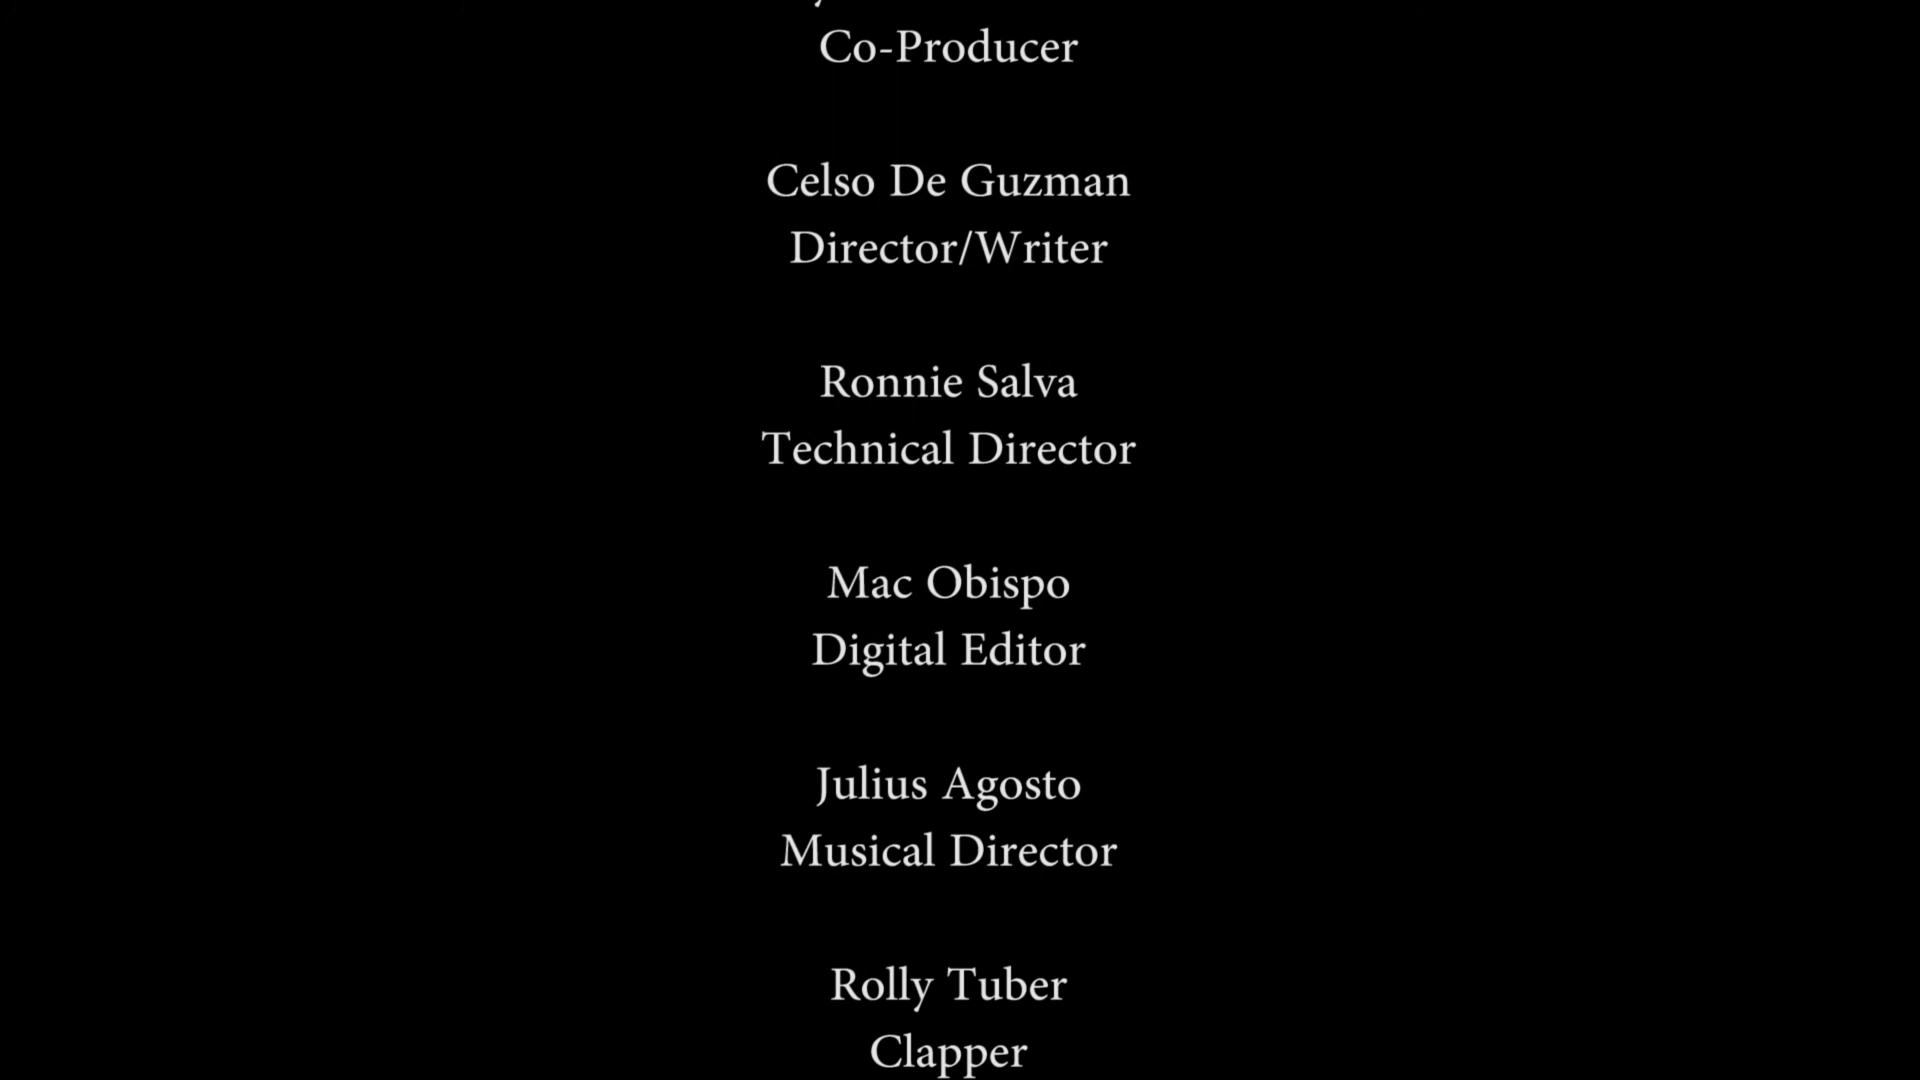 Co-Producer
Celso De Guzman
Director/Writer
Ronnie Salva
Technical Director
Mac Obispo
Digital Editor
Julius Agosto
Musical Director
Rolly Tuber
Clapper